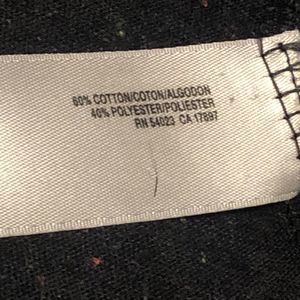 60% COTTON/COTON/ALGODON
40% POLYESTER/POLIESTER
RN 54023 CA 17897